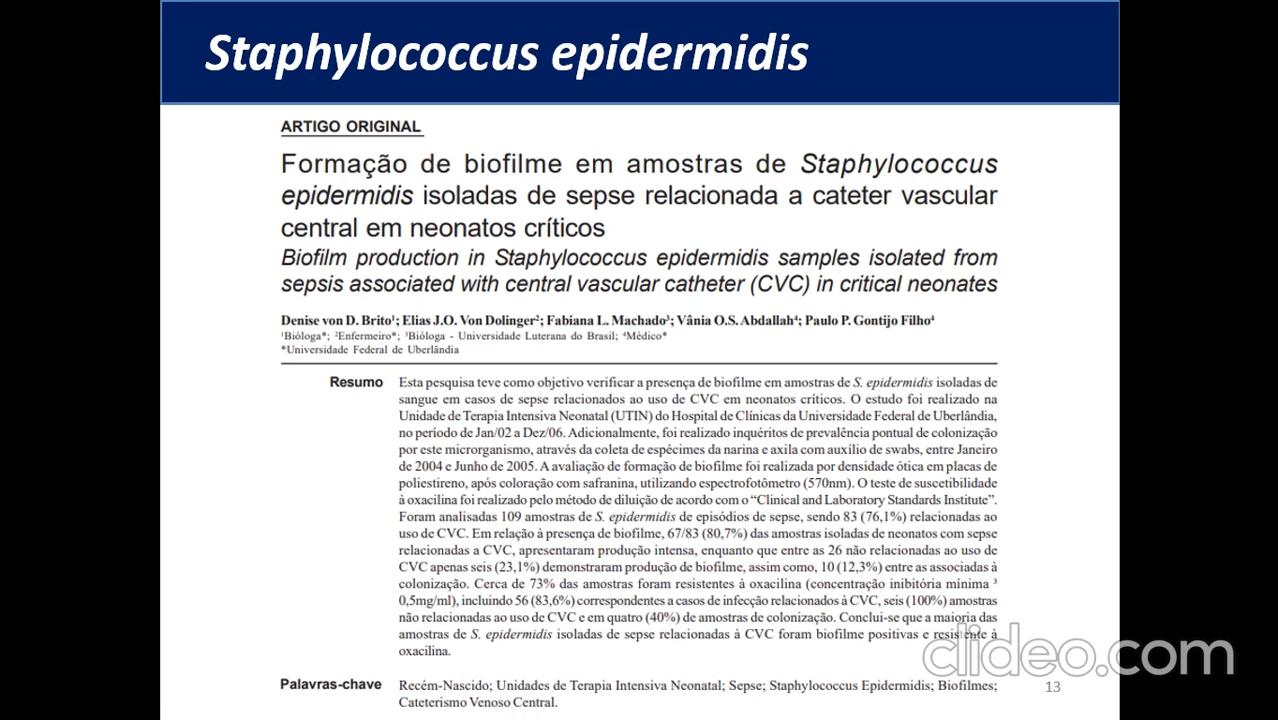 Staphylococcus epidermidis
ARTIGO ORIGINAL
Formação de biofilme em amostras de Staphylococcus
epidermidis isoladas de sepse relacionada a cateter vascular
central em neonatos críticos
Biofilm production in Staphylococcus epidermidis samples isolated from
sepsis associated with central vascular catheter (CVC) in critical neonates
Denise von D. Brito¹; Elias J.O. Von Dolinger²; Fabiana L. Machado³; Vânia O.S. Abdallah⁴; Paulo P. Gontijo Filho⁴
¹Bióloga*; ²Enfermeiro*; ³Bióloga - Universidade Luterana do Brasil; ⁴Médico*
*Universidade Federal de Uberlândia
Resumo Esta pesquisa teve como objetivo verificar a presença de biofilme em amostras de S. epidermidis isoladas de
sangue em casos de sepse relacionados ao uso de CVC em neonatos críticos. O estudo foi realizado na
Unidade de Terapia Intensiva Neonatal (UTIN) do Hospital de Clínicas da Universidade Federal de Uberlândia,
no período de Jan/02 a Dez/06. Adicionalmente, foi realizado inquéritos de prevalência pontual de colonização
por este microrganismo, através da coleta de espécimes da narina e axila com auxílio de swabs, entre Janeiro
de 2004 e Junho de 2005. A avaliação de formação de biofilme foi realizada por densidade ótica em placas de
poliestireno, após coloração com safranina, utilizando espectrofotômetro (570nm). O teste de suscetibilidade
à oxacilina foi realizado pelo método de diluição de acordo com o “Clinical and Laboratory Standards Institute”.
Foram analisadas 109 amostras de S. epidermidis de episódios de sepse, sendo 83 (76,1%) relacionadas ao
uso de CVC. Em relação à presença de biofilme, 67/83 (80,7%) das amostras isoladas de neonatos com sepse
relacionadas a CVC, apresentaram produção intensa, enquanto que entre as 26 não relacionadas ao uso de
CVC apenas seis (23,1%) demonstraram produção de biofilme, assim como, 10 (12,3%) entre as associadas à
colonização. Cerca de 73% das amostras foram resistentes à oxacilina (concentração inibitória mínima ³
0,5mg/ml), incluindo 56 (83,6%) correspondentes a casos de infecção relacionados à CVC, seis (100%) amostras
não relacionadas ao uso de CVC e em quatro (40%) de amostras de colonização. Conclui-se que a maioria das
amostras de S. epidermidis isoladas de sepse relacionadas à CVC foram biofilme positivas e resistente à
oxacilina.
clideo.com
13
Palavras-chave Recém-Nascido; Unidades de Terapia Intensiva Neonatal; Sepse; Staphylococcus Epidermidis; Biofilmes;
Cateterismo Venoso Central.